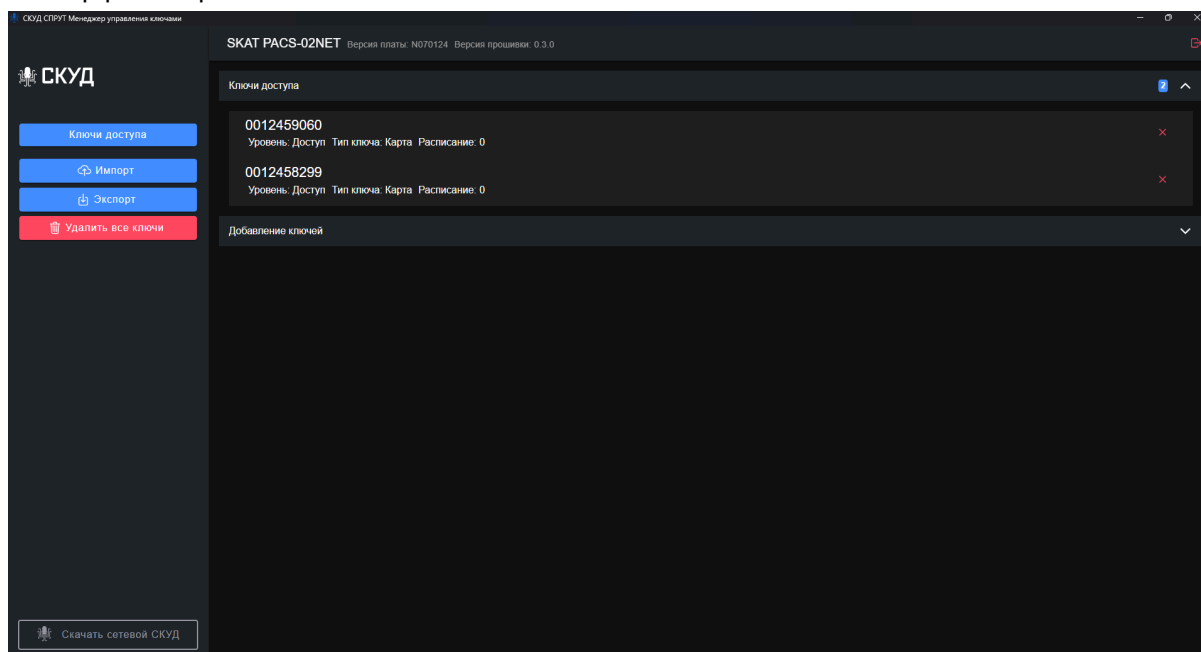 СКУД СПРУТ Менеджер управления ключами
SKAT PACS-02NET Версия платы: N070124 Версия прошивки: 0.3.0
СКУД
Ключи доступа
Импорт
Экспорт
Удалить все ключи
Ключи доступа 2
0012459060
Уровень: Доступ Тип ключа: Карта Расписание: 0
0012458299
Уровень: Доступ Тип ключа: Карта Расписание: 0
Добавление ключей
Скачать сетевой СКУД